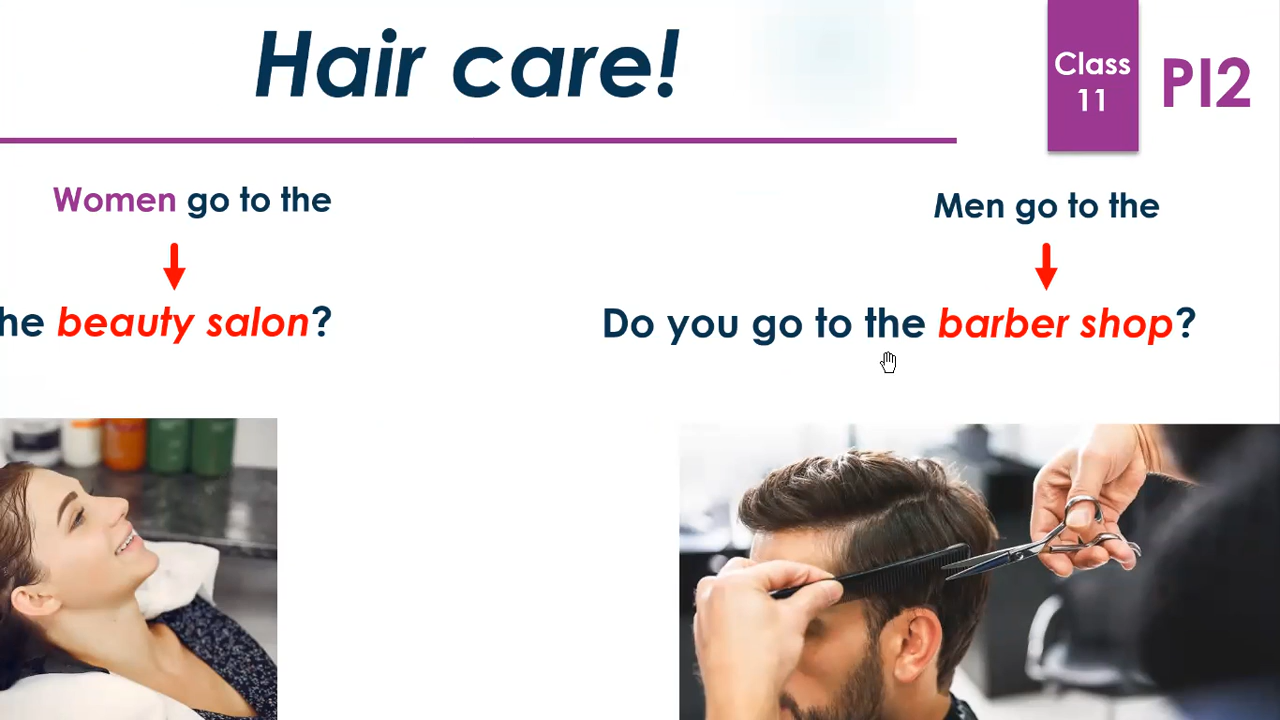 Hair care!
Class
11
PI2
Women go to the
he beauty salon?
Men go to the
Do you go to the barber shop?